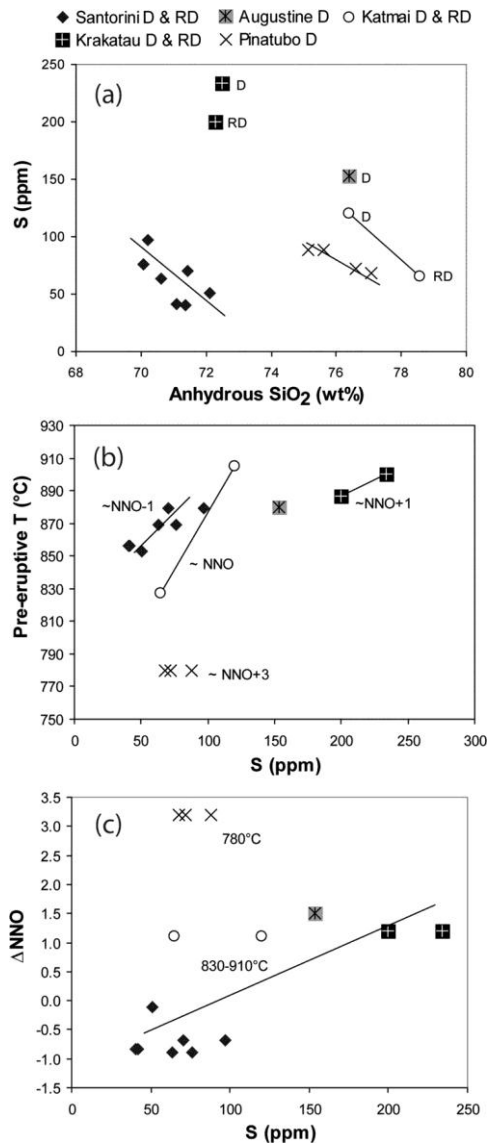 Santorini D & RD Augustine D Katmai D & RD
Krakatau D & RD Pinatubo D
(a)
250
200
150
100
50
0
S (ppm)
D
RD
D
D
RD
68 70 72 74 76 78 80
Anhydrous SiO2 (wt%)
(b)
930
910
890
870
850
830
810
790
770
750
Pre-eruptive T (°C)
~NNO-1
~NNO+1
~ NNO
~ NNO+3
0 50 100 150 200 250 300
S (ppm)
(c)
3.5
3.0
2.5
2.0
1.5
1.0
0.5
0.0
-0.5
-1.0
-1.5
ΔNNO
780°C
830-910°C
0 50 100 150 200 250
S (ppm)